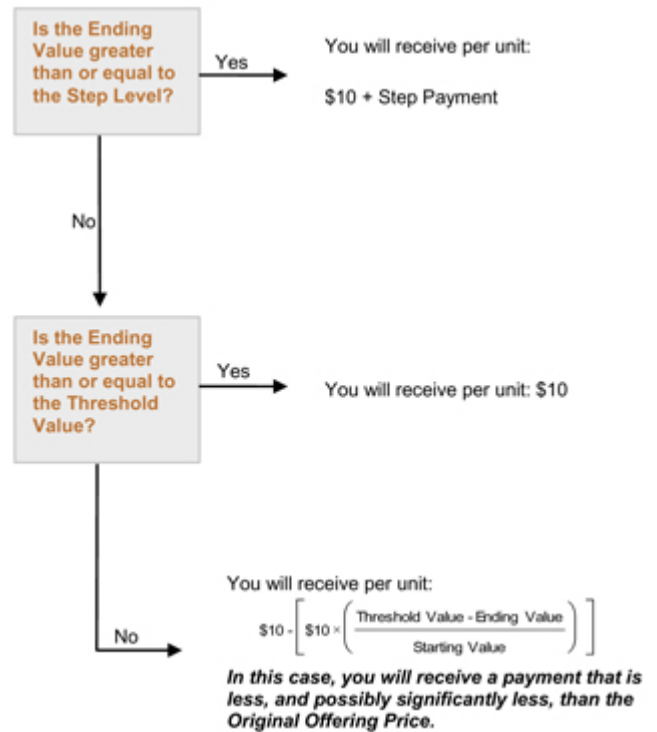 Is the Ending
Value greater
than or equal to
the Step Level?
Yes
You will receive per unit:
$10 + Step Payment
No
Is the Ending
Value greater
than or equal to
the Threshold
Value?
Yes
You will receive per unit: $10
No
You will receive per unit:
$10 - [ $10 × ( Threshold Value - Ending Value
Starting Value ) ]
In this case, you will receive a payment that is
less, and possibly significantly less, than the
Original Offering Price.